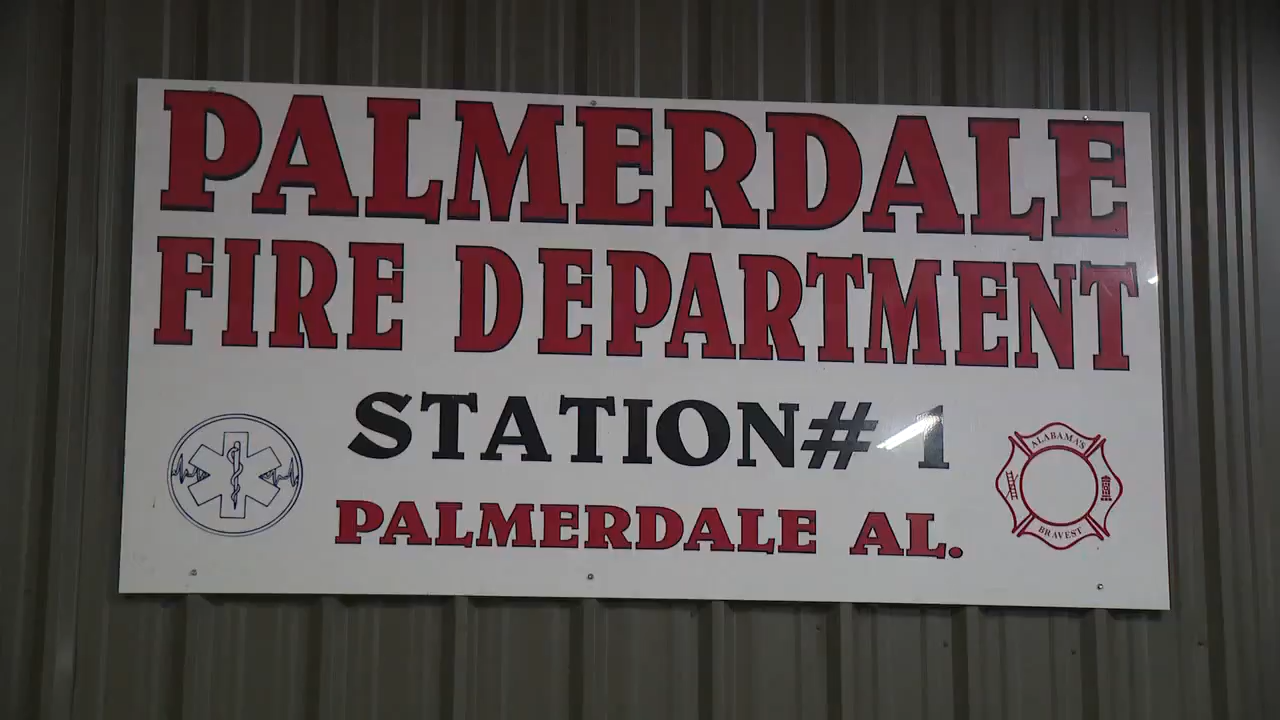 PALMERDALE
FIRE DEPARTMENT
STATION# 1
PALMERDALE AL.
ALABAMA'S
BRAVEST